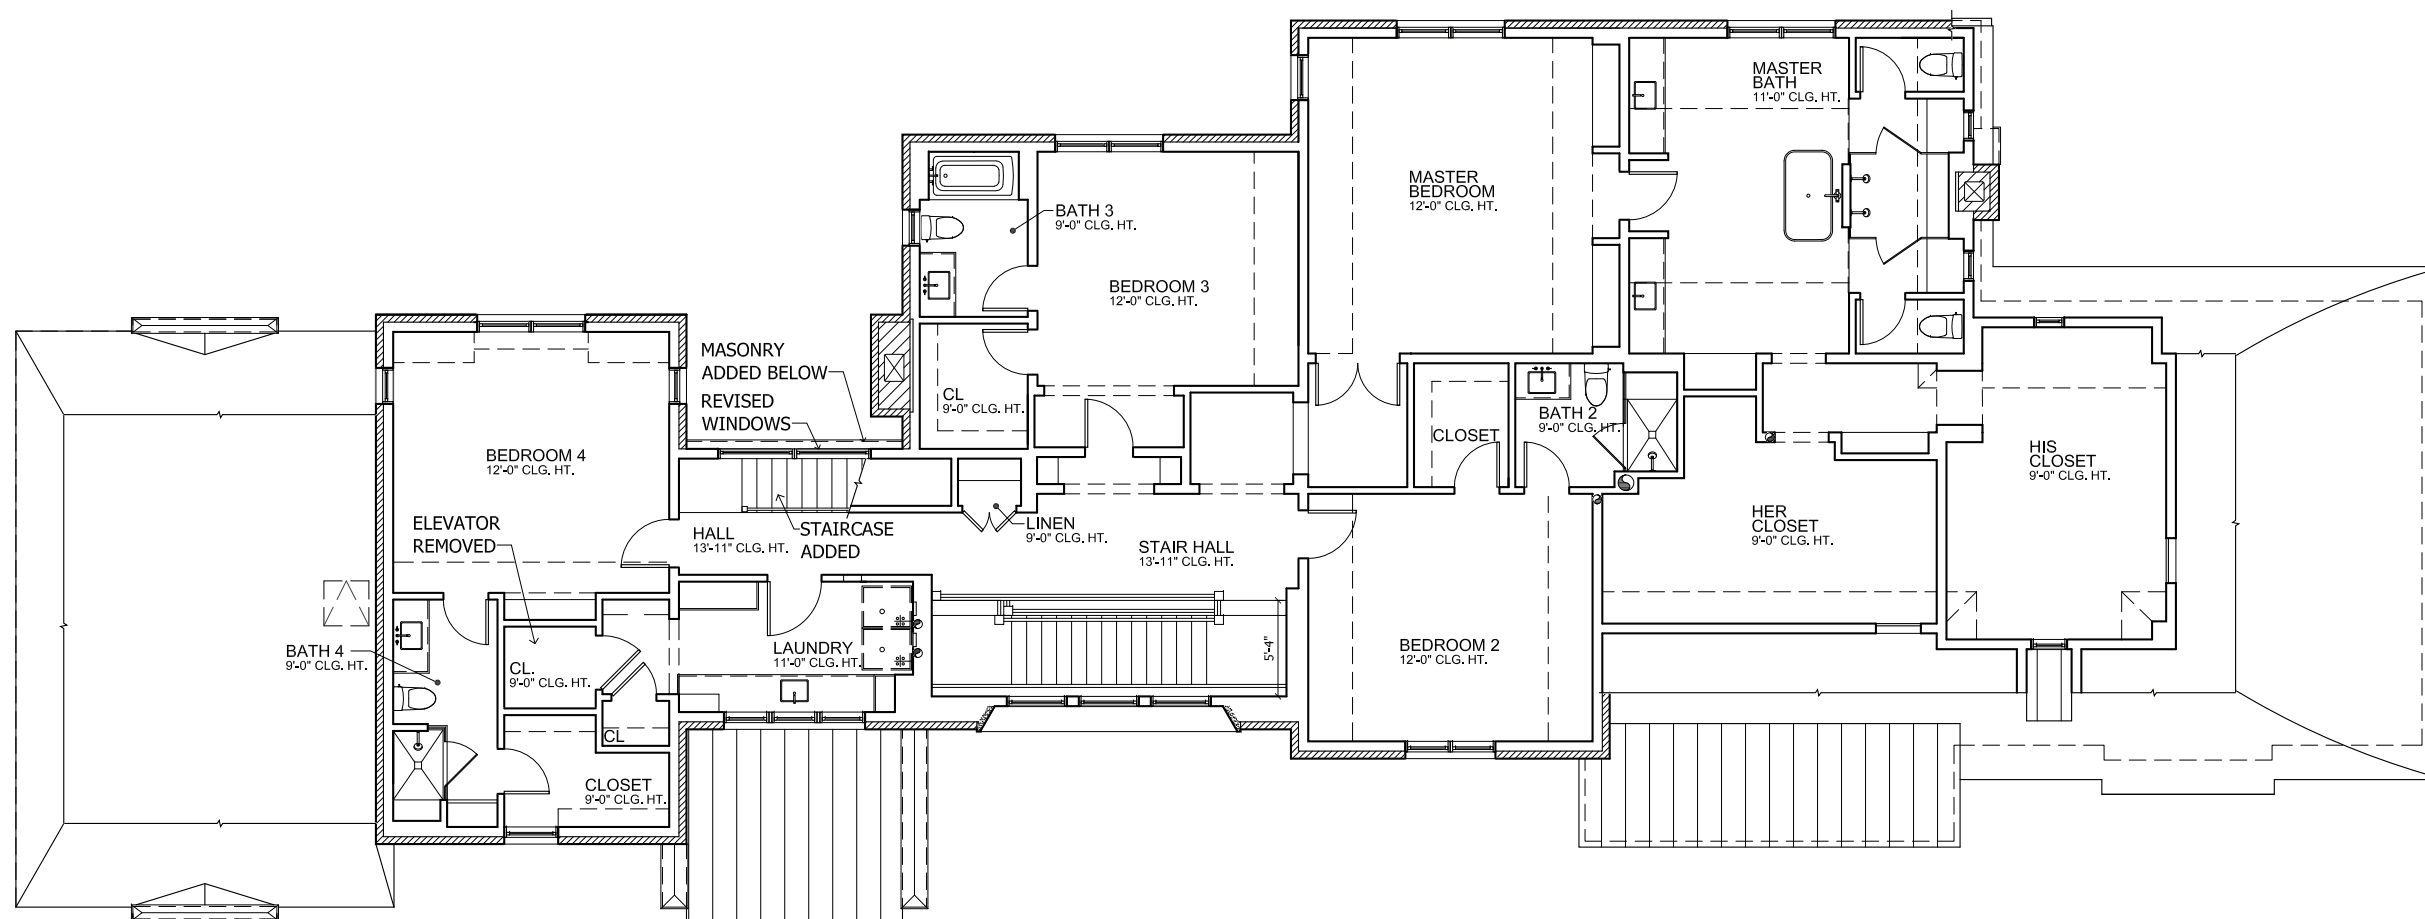 MASTER
BATH
11'-0" CLG. HT.
MASTER
BEDROOM
12'-0" CLG. HT.
BATH 3
9'-0" CLG. HT.
BEDROOM 3
12'-0" CLG. HT.
MASONRY
ADDED BELOW
REVISED
WINDOWS
CL
9'-0" CLG. HT.
BATH 2
9'-0" CLG. HT.
CLOSET
BEDROOM 4
12'-0" CLG. HT.
HIS
CLOSET
9'-0" CLG. HT.
ELEVATOR
REMOVED
HALL
13'-11" CLG. HT.
STAIRCASE
ADDED
LINEN
9'-0" CLG. HT.
STAIR HALL
13'-11" CLG. HT.
HER
CLOSET
9'-0" CLG. HT.
BATH 4
9'-0" CLG. HT.
CL.
9'-0" CLG. HT.
LAUNDRY
11'-0" CLG. HT.
5'-4"
BEDROOM 2
12'-0" CLG. HT.
CL
CLOSET
9'-0" CLG. HT.